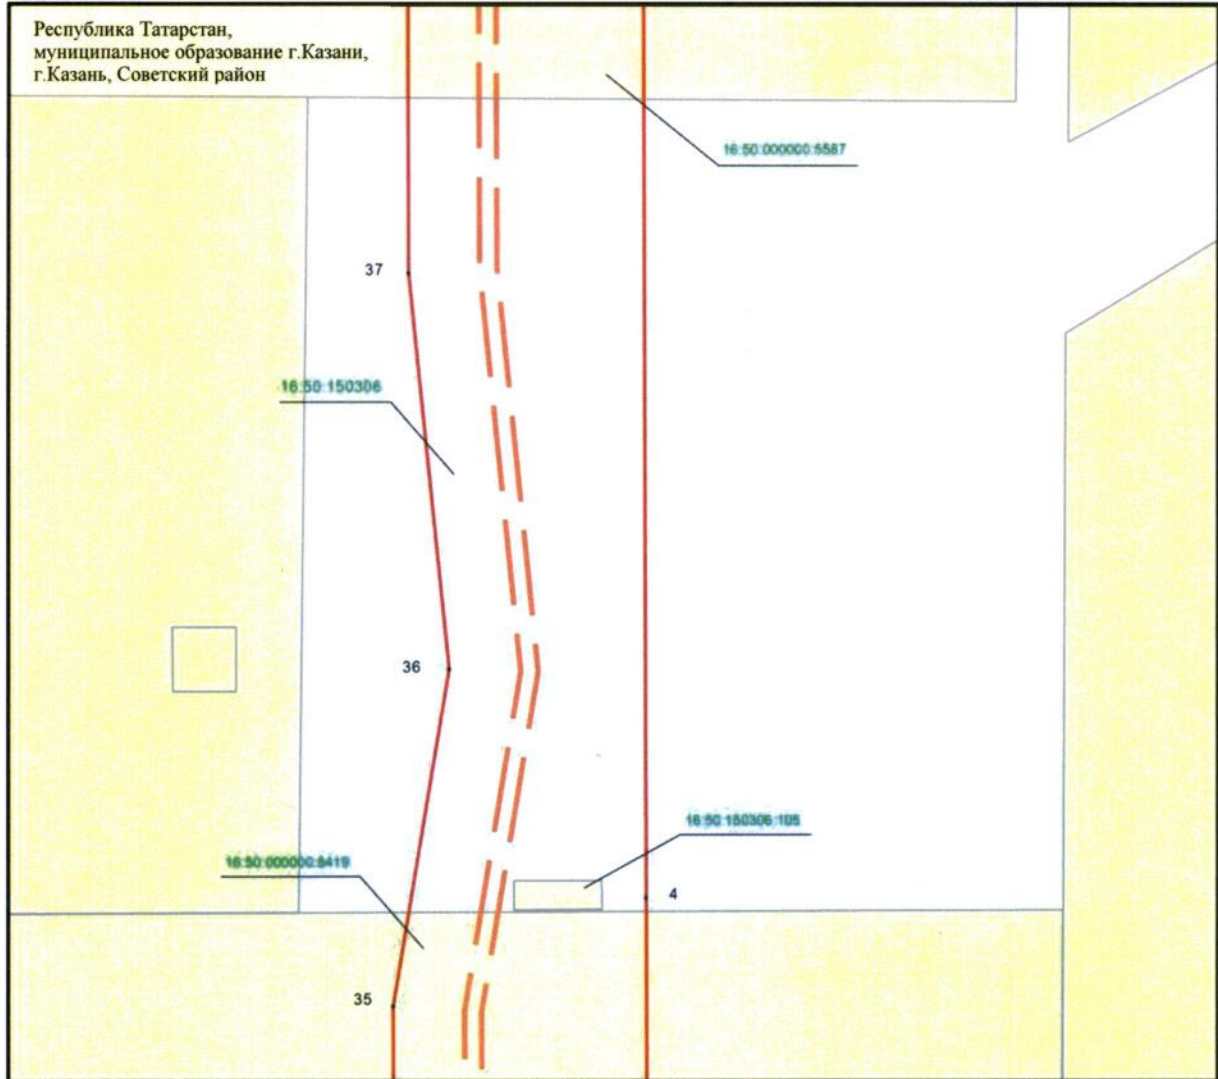 Республика Татарстан,
муниципальное образование г.Казани,
г.Казань, Советский район
16:50:000000:5587
37
16:50:150306
36
16:50:150306:105
16:50:000000:5419
4
35